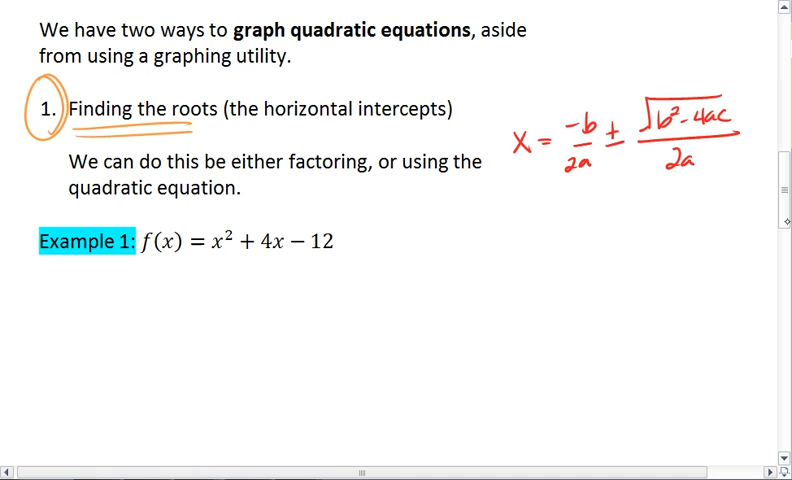 We have two ways to graph quadratic equations, aside
from using a graphing utility.
1. Finding the roots (the horizontal intercepts)
x = -b/2a ± √(b² - 4ac)/2a
We can do this be either factoring, or using the
quadratic equation.
Example 1: f(x) = x² + 4x − 12